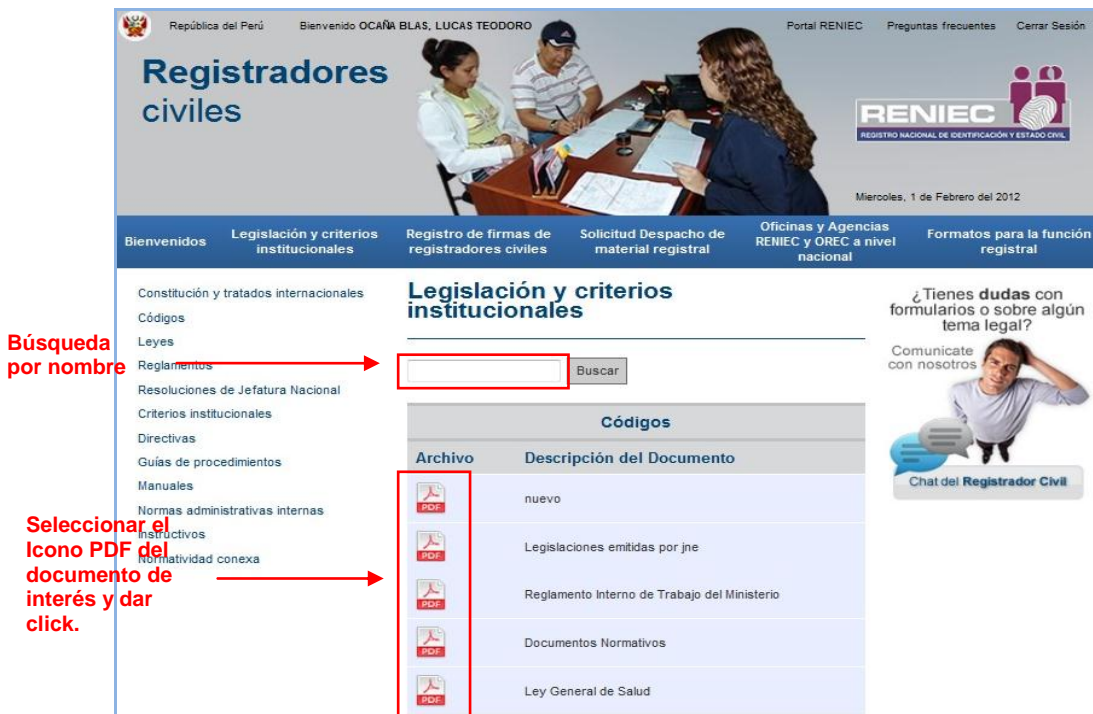 República del Perú
Bienvenido OCAÑA BLAS, LUCAS TEODORO
Portal RENIEC
Preguntas frecuentes
Cerrar Sesión
Registradores
civiles
RENIEC
REGISTRO NACIONAL DE IDENTIFICACIÓN Y ESTADO CIVIL
Miercoles, 1 de Febrero del 2012
Bienvenidos
Legislación y criterios
institucionales
Registro de firmas de
registradores civiles
Solicitud Despacho de
material registral
Oficinas y Agencias
RENIEC y OREC a nivel
nacional
Formatos para la función
registral
Constitución y tratados internacionales
Códigos
Leyes
Reglamentos
Resoluciones de Jefatura Nacional
Criterios institucionales
Directivas
Guías de procedimientos
Manuales
Normas administrativas internas
Instructivos
Normatividad conexa
Búsqueda
por nombre
Seleccionar el
Icono PDF del
documento de
interés y dar
click.
Legislación y criterios
institucionales
Buscar
Códigos
Archivo
Descripción del Documento
PDF
nuevo
PDF
Legislaciones emitidas por jne
PDF
Reglamento Interno de Trabajo del Ministerio
PDF
Documentos Normativos
PDF
Ley General de Salud
¿Tienes dudas con
formularios o sobre algún
tema legal?
Comunicate
con nosotros
Chat del Registrador Civil